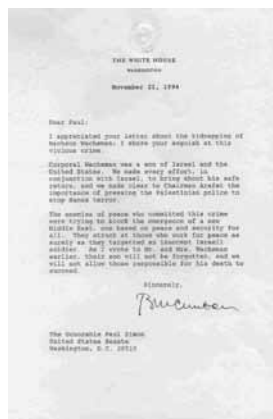 THE WHITE HOUSE
WASHINGTON
November 22, 1994
Dear Paul:
I appreciated your letter about the kidnapping of
Nachson Wachsman. I share your anguish at this
vicious crime.
Corporal Wachsman was a son of Israel and the
United States. We made every effort, in
conjunction with Israel, to bring about his safe
return, and we made clear to Chairman Arafat the
importance of pressing the Palestinian police to
stop Hamas terror.
The enemies of peace who committed this crime
were trying to block the emergence of a new
Middle East, one based on peace and security for
all. They struck at those who work for peace as
surely as they targeted an innocent Israeli
soldier. As I wrote to Mr. and Mrs. Wachsman
earlier, their son will not be forgotten, and we
will not allow those responsible for his death to
succeed.
Sincerely,
The Honorable Paul Simon
United States Senate
Washington, D.C. 20510